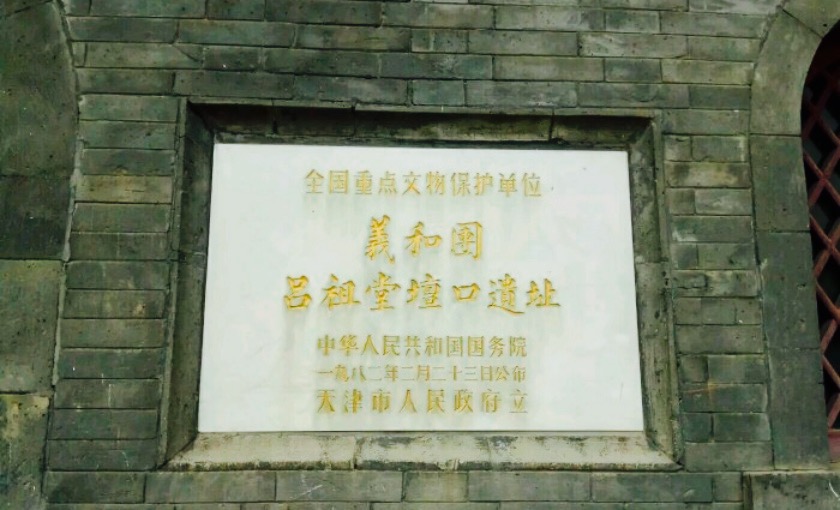 全国重点文物保护单位
義和團
吕祖堂壇口遺址
中华人民共和国国务院
一九八二年二月二十三日公布
天津市人民政府立